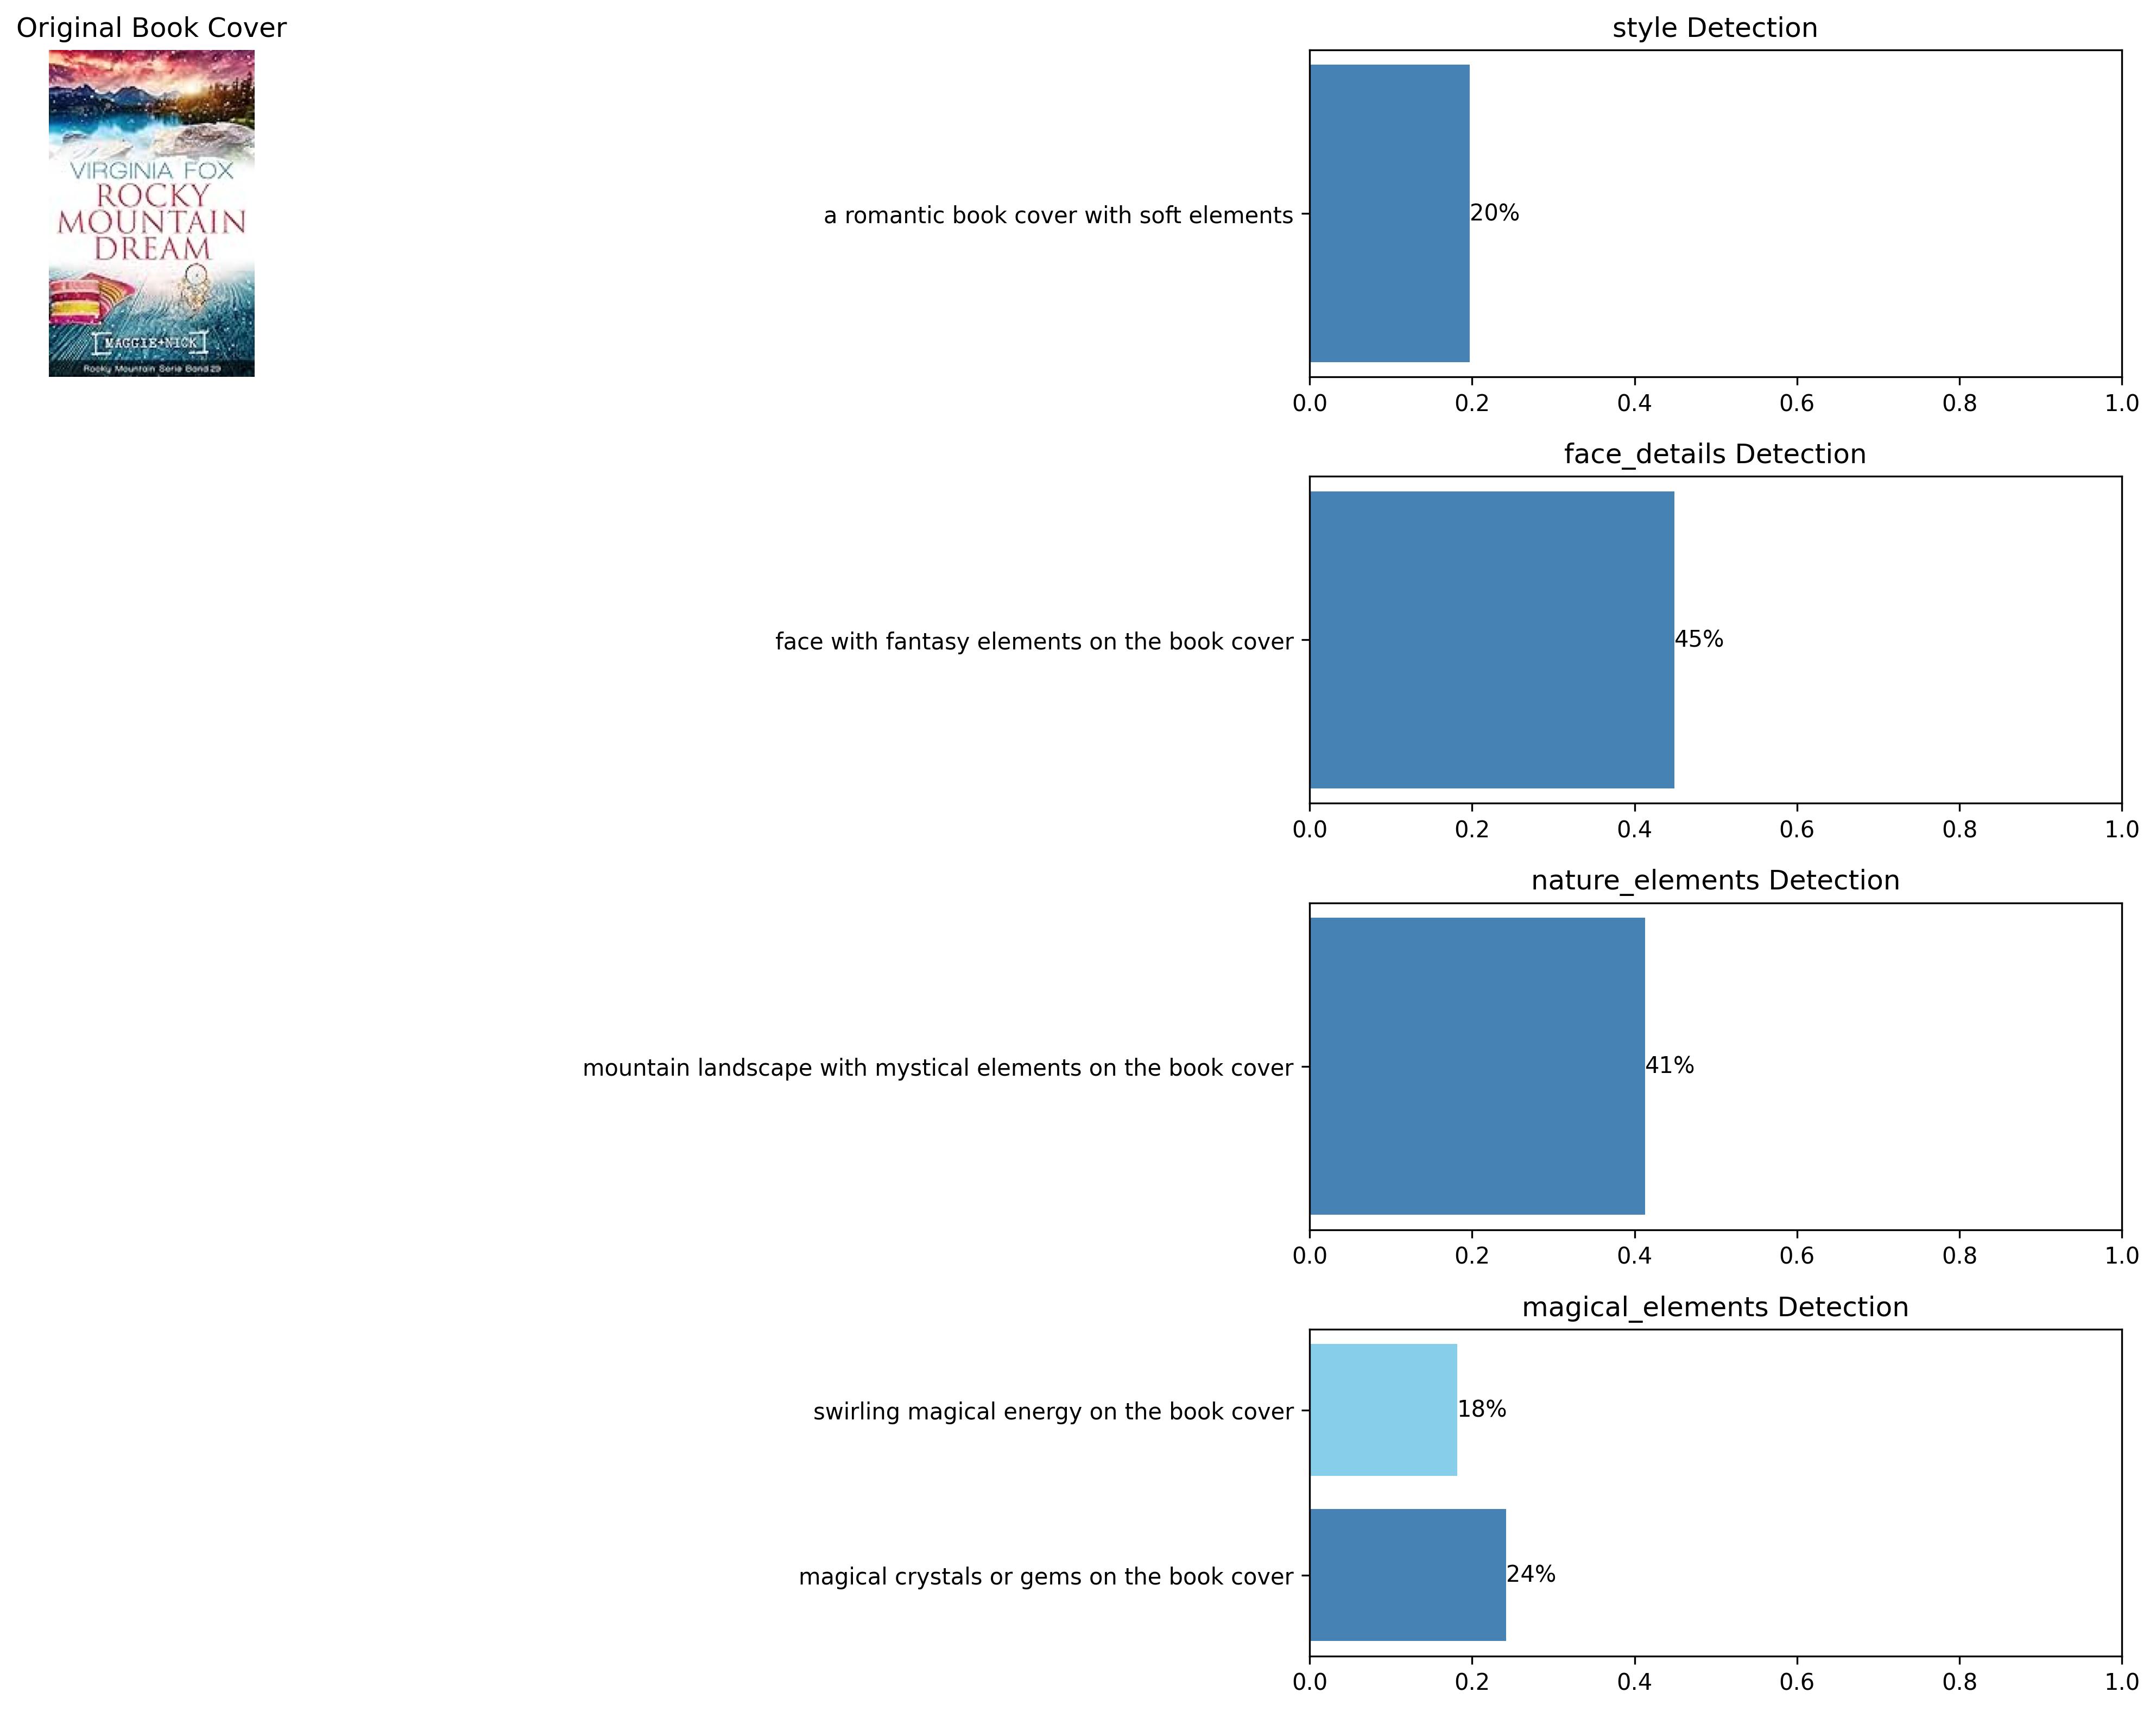 Original Book Cover
VIRGINIA FOX
ROCKY
MOUNTAIN
DREAM
MAGGIE+NICK
Rocky Mountain Serie Band 29
style Detection
a romantic book cover with soft elements
20%
0.0 0.2 0.4 0.6 0.8 1.0
face_details Detection
face with fantasy elements on the book cover
45%
0.0 0.2 0.4 0.6 0.8 1.0
nature_elements Detection
mountain landscape with mystical elements on the book cover
41%
0.0 0.2 0.4 0.6 0.8 1.0
magical_elements Detection
swirling magical energy on the book cover
18%
magical crystals or gems on the book cover
24%
0.0 0.2 0.4 0.6 0.8 1.0